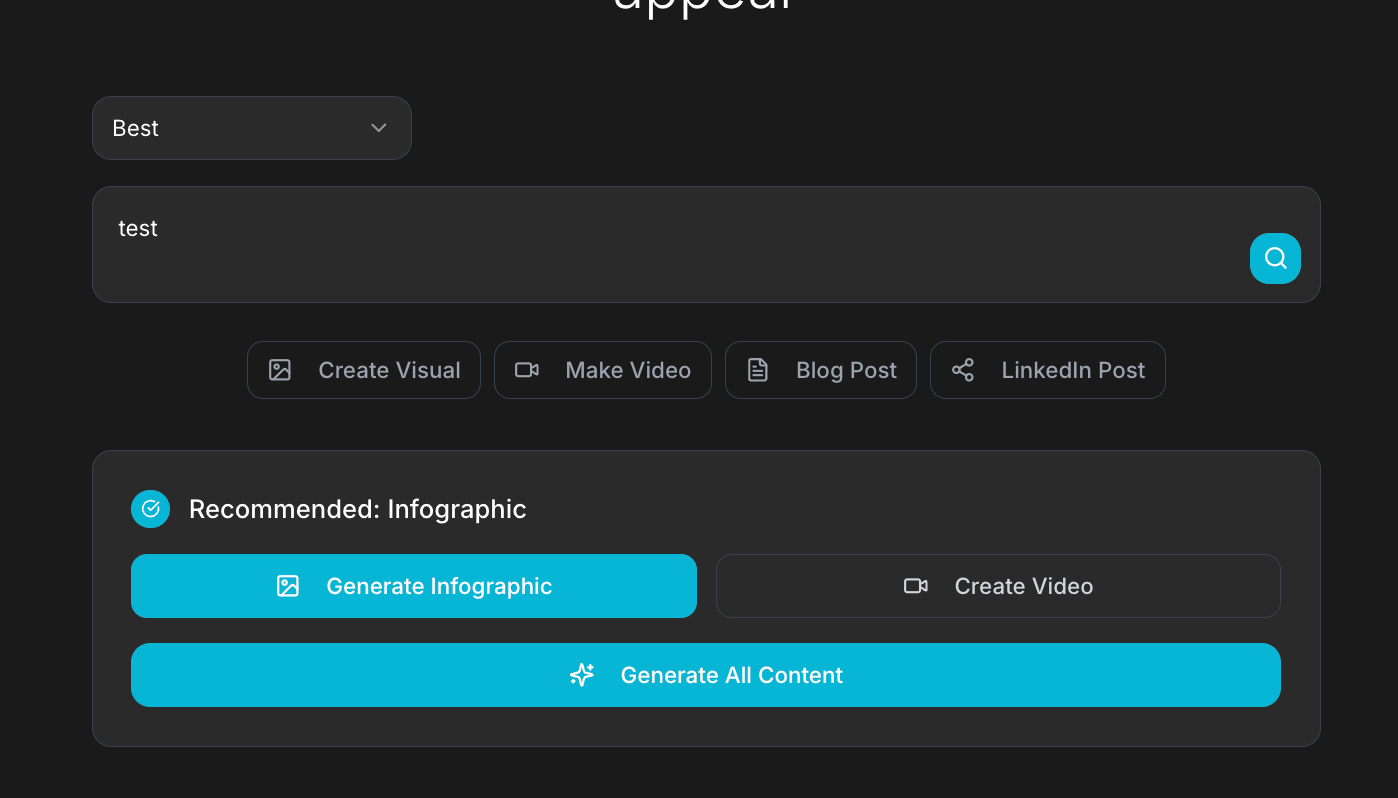 appear
Best
test
Create Visual
Make Video
Blog Post
LinkedIn Post
Recommended: Infographic
Generate Infographic
Create Video
Generate All Content